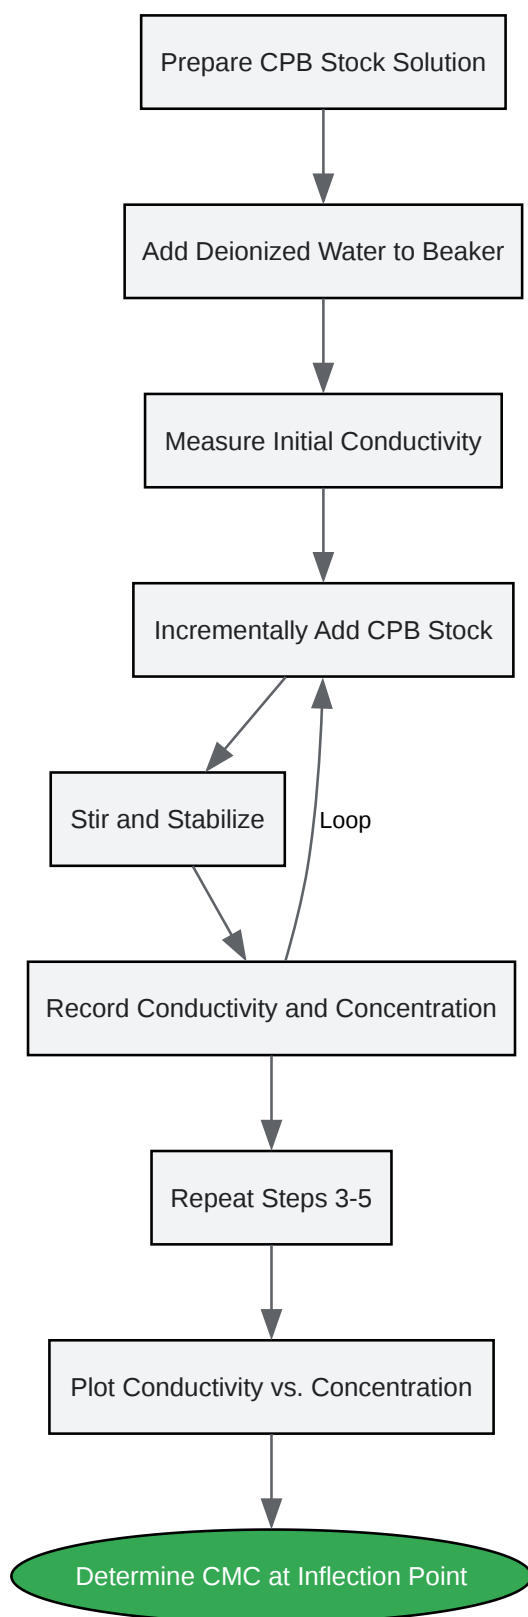 Prepare CPB Stock Solution
Add Deionized Water to Beaker
Measure Initial Conductivity
Incrementally Add CPB Stock
Stir and Stabilize
Loop
Record Conductivity and Concentration
Repeat Steps 3-5
Plot Conductivity vs. Concentration
Determine CMC at Inflection Point